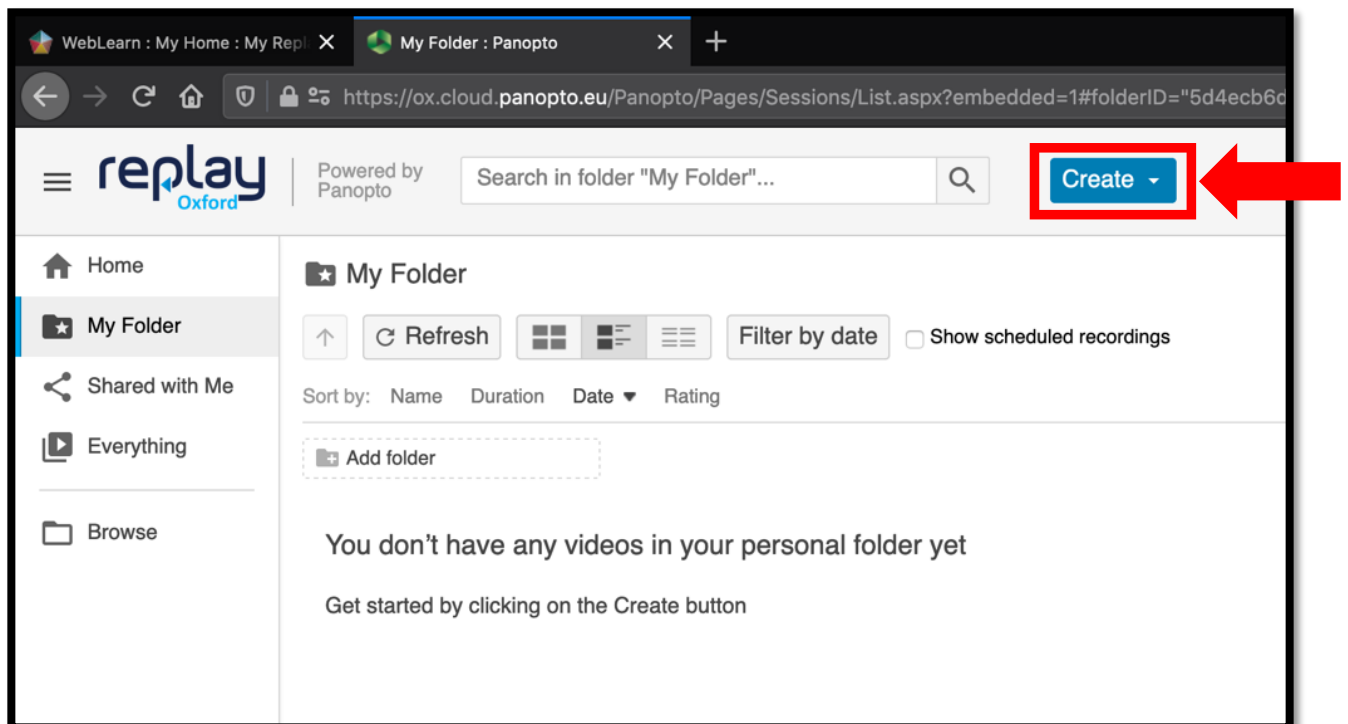 WebLearn : My Home : My Repl
My Folder : Panopto
https://ox.cloud.panopto.eu/Panopto/Pages/Sessions/List.aspx?embedded=1#folderID="5d4ecb6d
replay
Oxford
Powered by
Panopto
Search in folder "My Folder"...
Create
Home
My Folder
Shared with Me
Everything
Browse
My Folder
Refresh
Filter by date
Show scheduled recordings
Sort by: Name Duration Date Rating
Add folder
You don't have any videos in your personal folder yet
Get started by clicking on the Create button